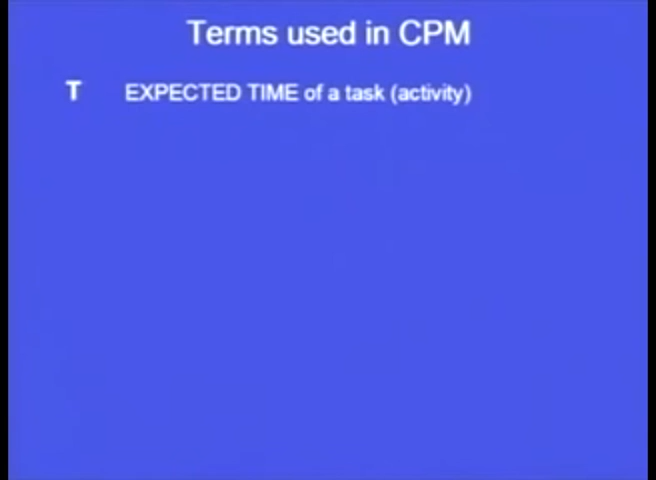 Terms used in CPM
T EXPECTED TIME of a task (activity)